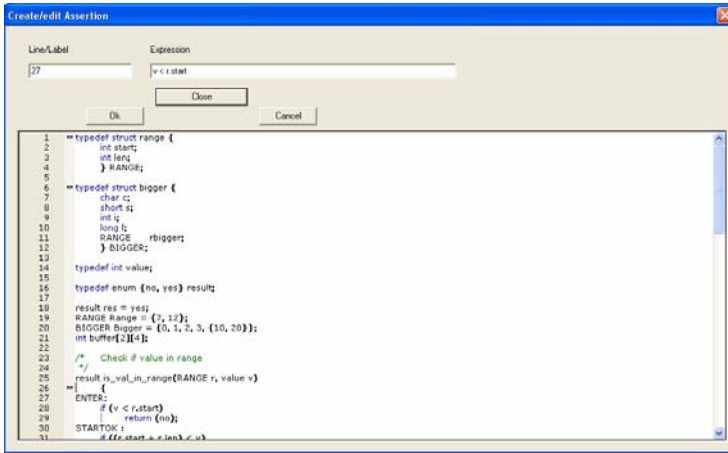 Create/edit Assertion
Line/Label Expression
27 v < r.start
Close
Ok Cancel
1 typedef struct range {
2 int start;
3 int len;
4 } RANGE;
5
6 typedef struct bigger {
7 char c;
8 short s;
9 int i;
10 long l;
11 RANGE rbigger;
12 } BIGGER;
13
14 typedef int value;
15
16 typedef enum {no, yes} result;
17
18 result res = yes;
19 RANGE Range = {7, 12};
20 BIGGER Bigger = {0, 1, 2, 3, {10, 20}};
21 int buffer[2][4];
22
23 /* Check if value in range
24 */
25 result is_val_in_range(RANGE r, value v)
26 {
27 ENTER:
28 if (v < r.start)
29 return (no);
30 STARTOK :
31 if ((r.start + r.len) < v)